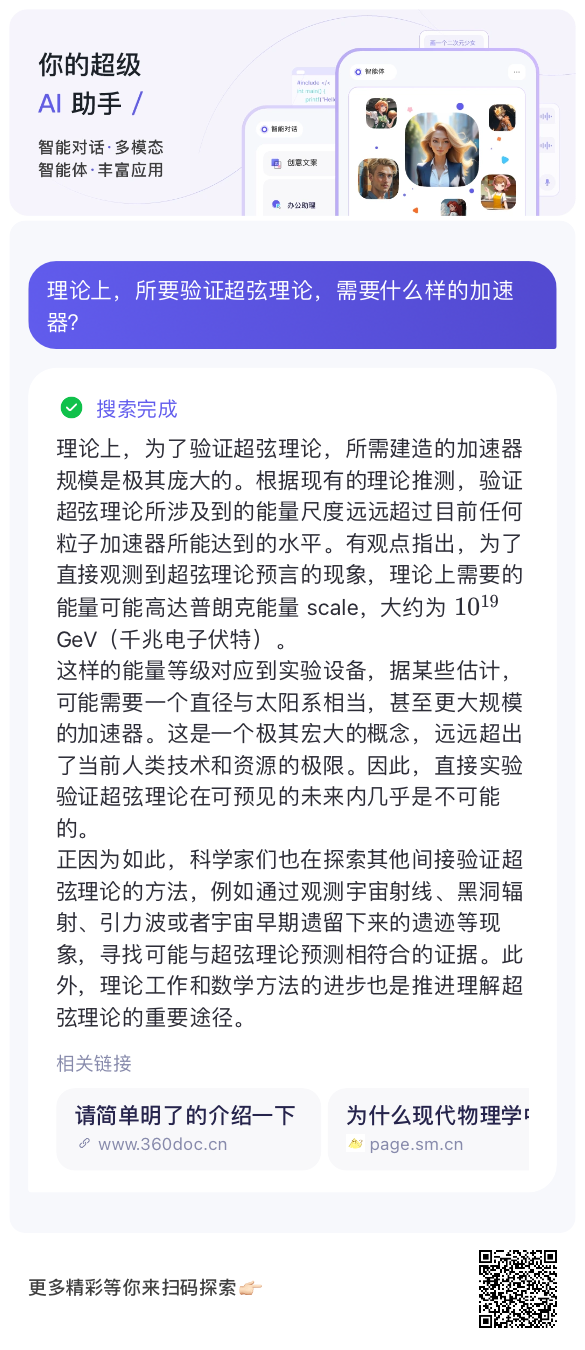 你的超级
AI 助手 /
智能对话·多模态
智能体·丰富应用
画一个二次元少女
智能体
#include </
int main() {
智能对话
创意文案
办公助理
理论上，所要验证超弦理论，需要什么样的加速
器？
搜索完成
理论上，为了验证超弦理论，所需建造的加速器
规模是极其庞大的。根据现有的理论推测，验证
超弦理论所涉及到的能量尺度远远超过目前任何
粒子加速器所能达到的水平。有观点指出，为了
直接观测到超弦理论预言的现象，理论上需要的
能量可能高达普朗克能量 scale，大约为 10¹⁹
GeV（千兆电子伏特）。
这样的能量等级对应到实验设备，据某些估计，
可能需要一个直径与太阳系相当，甚至更大规模
的加速器。这是一个极其宏大的概念，远远超出
了当前人类技术和资源的极限。因此，直接实验
验证超弦理论在可预见的未来内几乎是不可能
的。
正因为如此，科学家们也在探索其他间接验证超
弦理论的方法，例如通过观测宇宙射线、黑洞辐
射、引力波或者宇宙早期遗留下来的遗迹等现
象，寻找可能与超弦理论预测相符合的证据。此
外，理论工作和数学方法的进步也是推进理解超
弦理论的重要途径。
相关链接
请简单明了的介绍一下
www.360doc.cn
为什么现代物理学中
page.sm.cn
更多精彩等你来扫码探索👉🏻